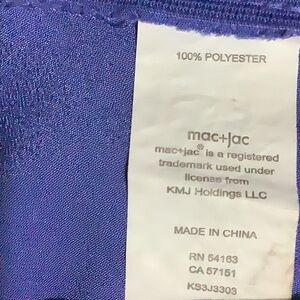 100% POLYESTER
mac+jac
mac+jac® is a registered
trademark used under
license from
KMJ Holdings LLC
MADE IN CHINA
RN 54163
CA 57151
KS3J3303